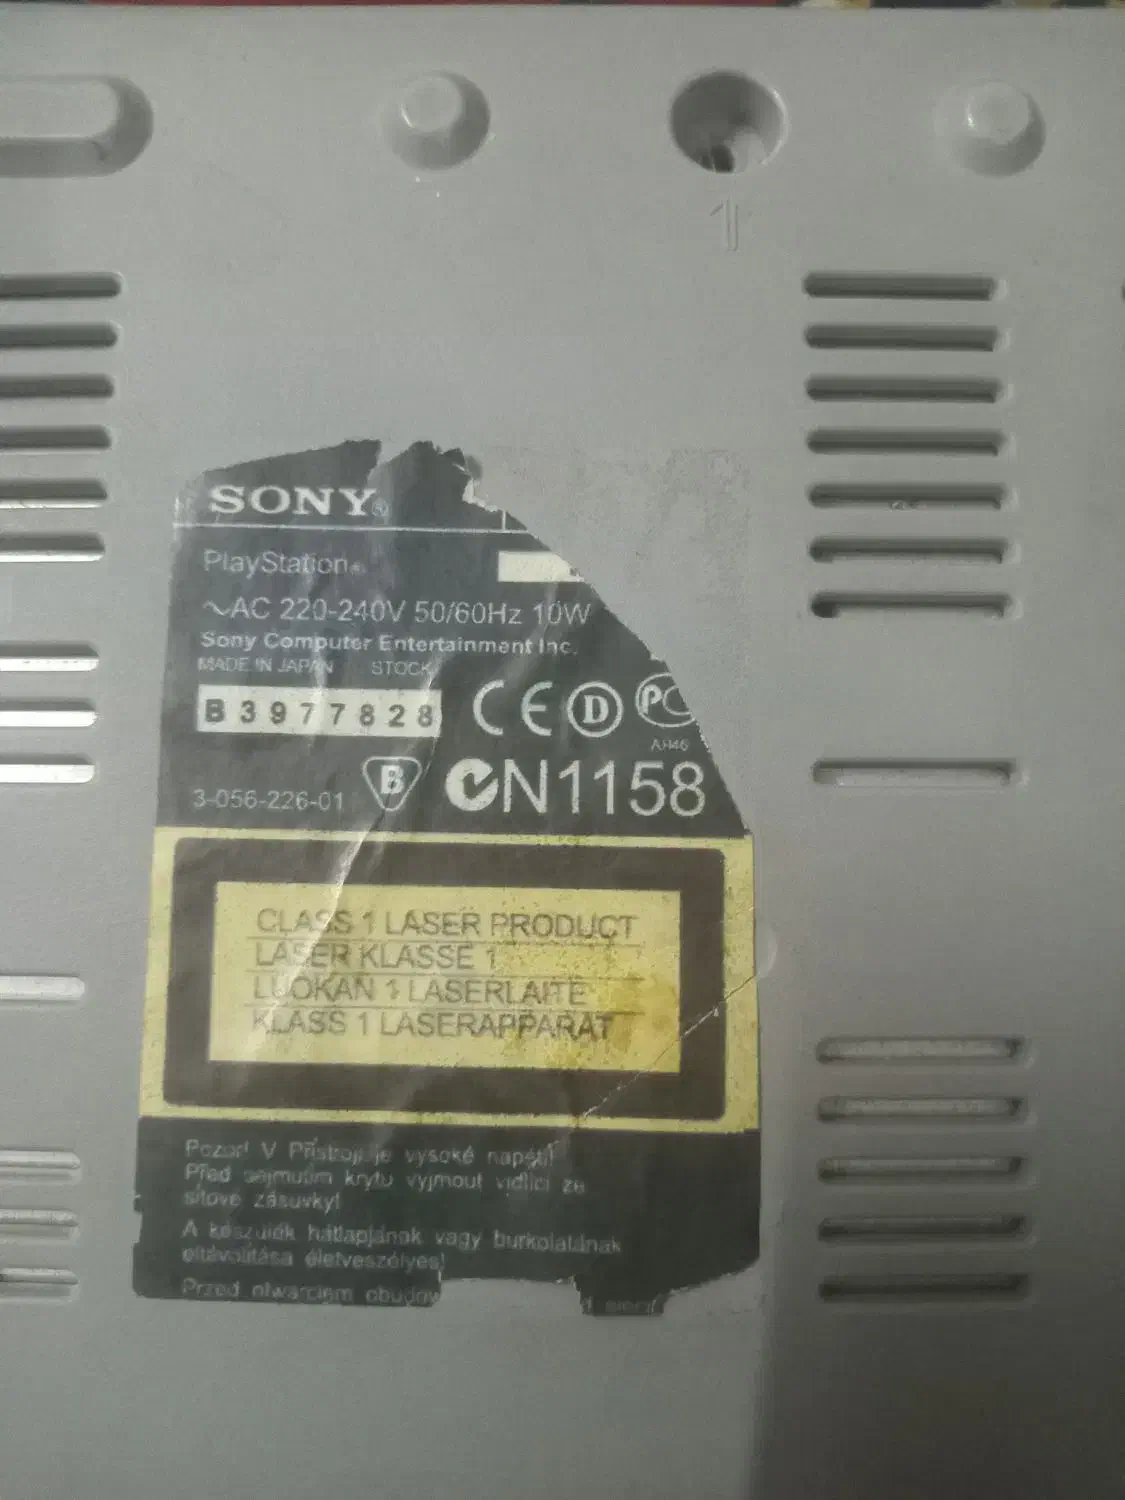 1
SONY®
PlayStation®
~AC 220-240V 50/60Hz 10W
Sony Computer Entertainment Inc.
MADE IN JAPAN STOCK
B3977828
CE D PC
AЯ46
3-056-226-01 B N1158
CLASS 1 LASER PRODUCT
LASER KLASSE 1
LUOKAN 1 LASERLAITE
KLASS 1 LASERAPPARAT
Pozor! V Přístroji je vysoké napětí!
Před sejmutím krytu vyjmout vidlici ze
síťové zásuvky!
A készülék hátlapjának vagy burkolatának
eltávolítása életveszélyes!
Przed otwarciem obudow